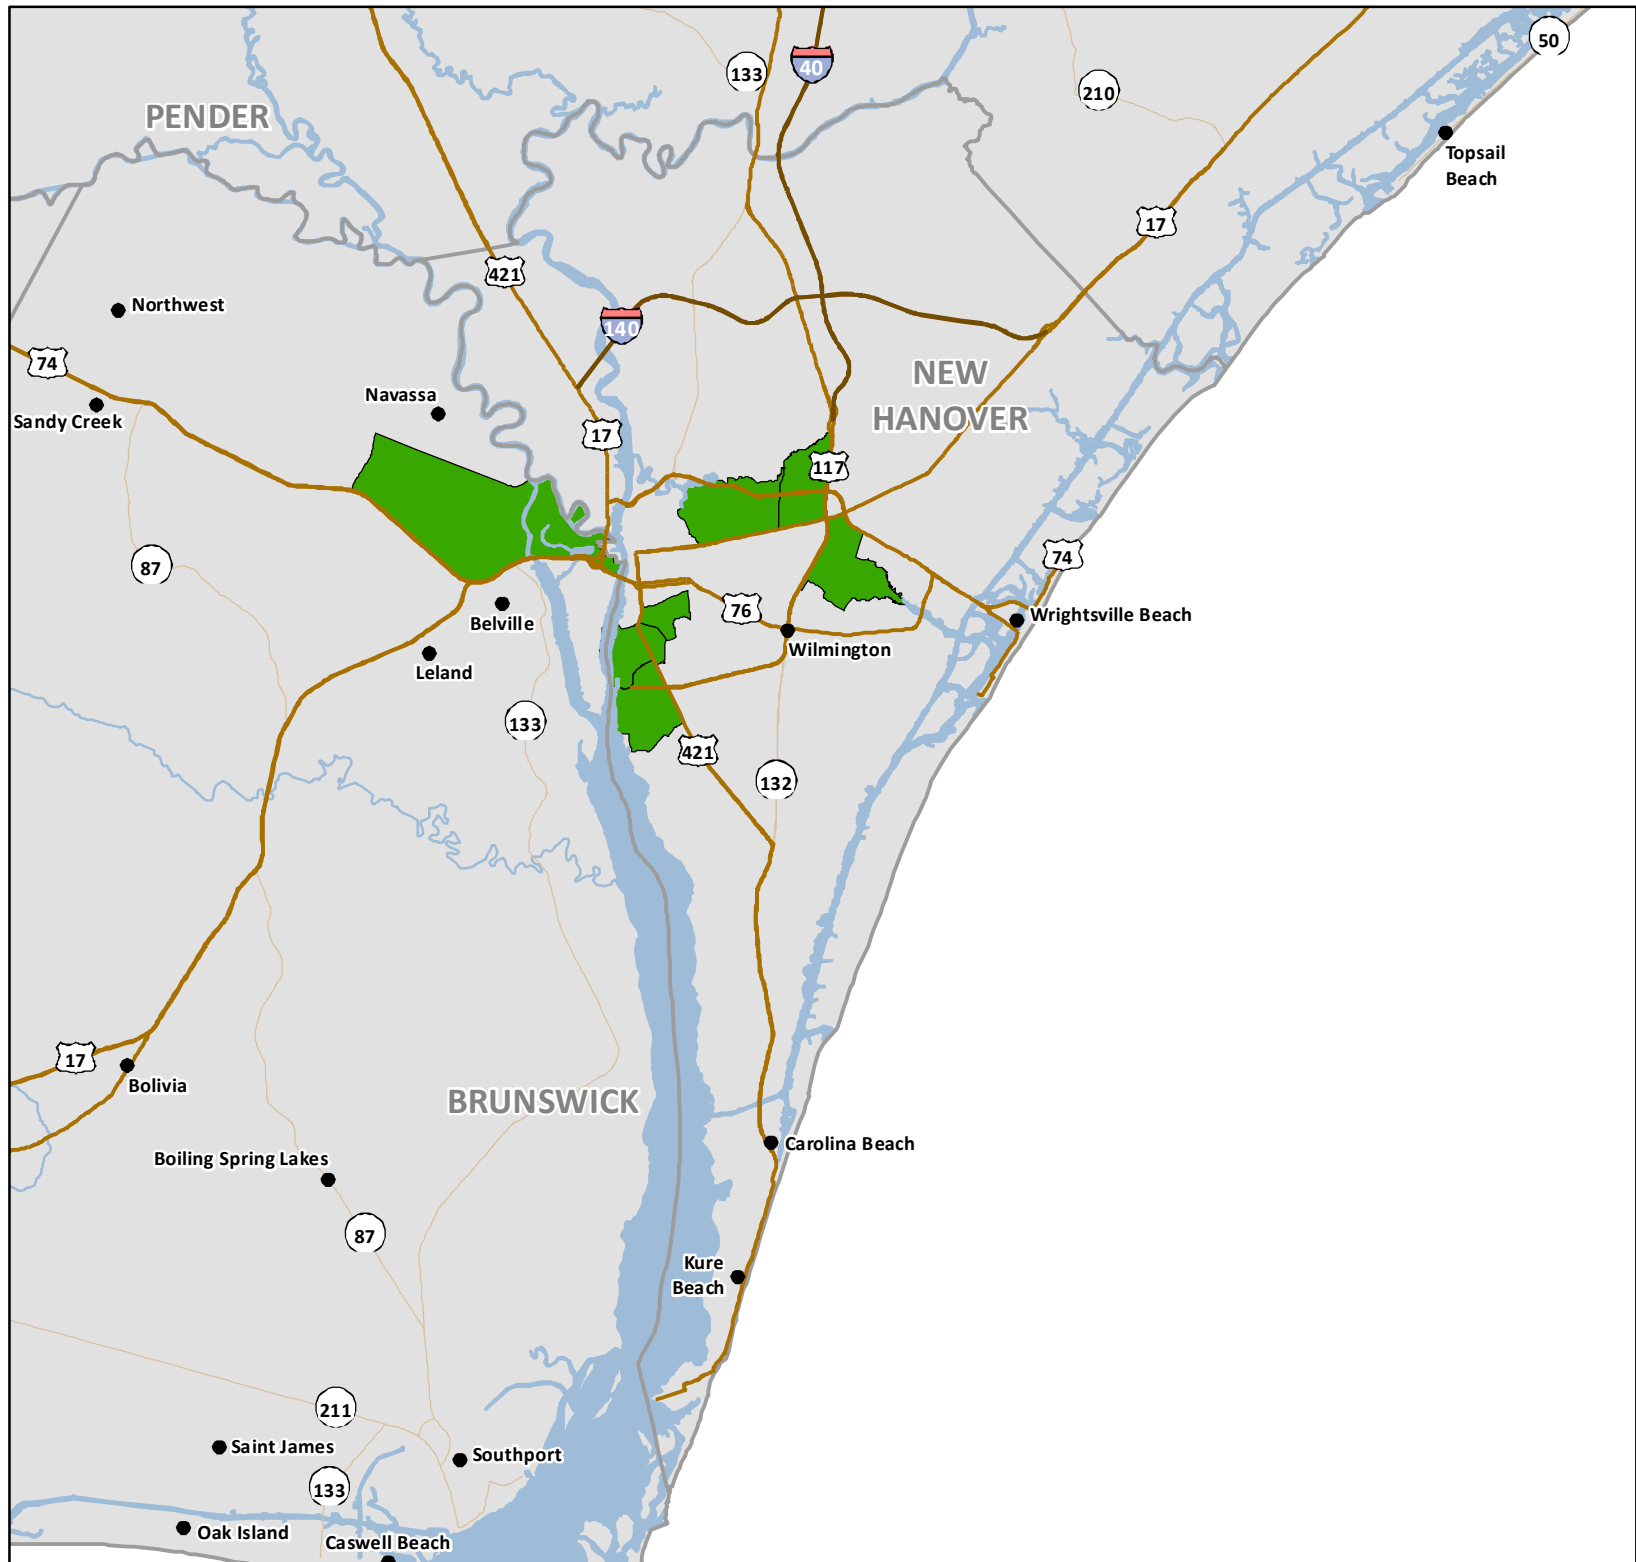 50
133
40
210
PENDER
Topsail
Beach
17
421
Northwest
140
74
NEW
HANOVER
Navassa
Sandy Creek
17
117
74
87
Belville
76
Wrightsville Beach
Wilmington
Leland
133
421
132
17
Bolivia
BRUNSWICK
Carolina Beach
Boiling Spring Lakes
87
Kure
Beach
211
Saint James
Southport
133
Oak Island
Caswell Beach